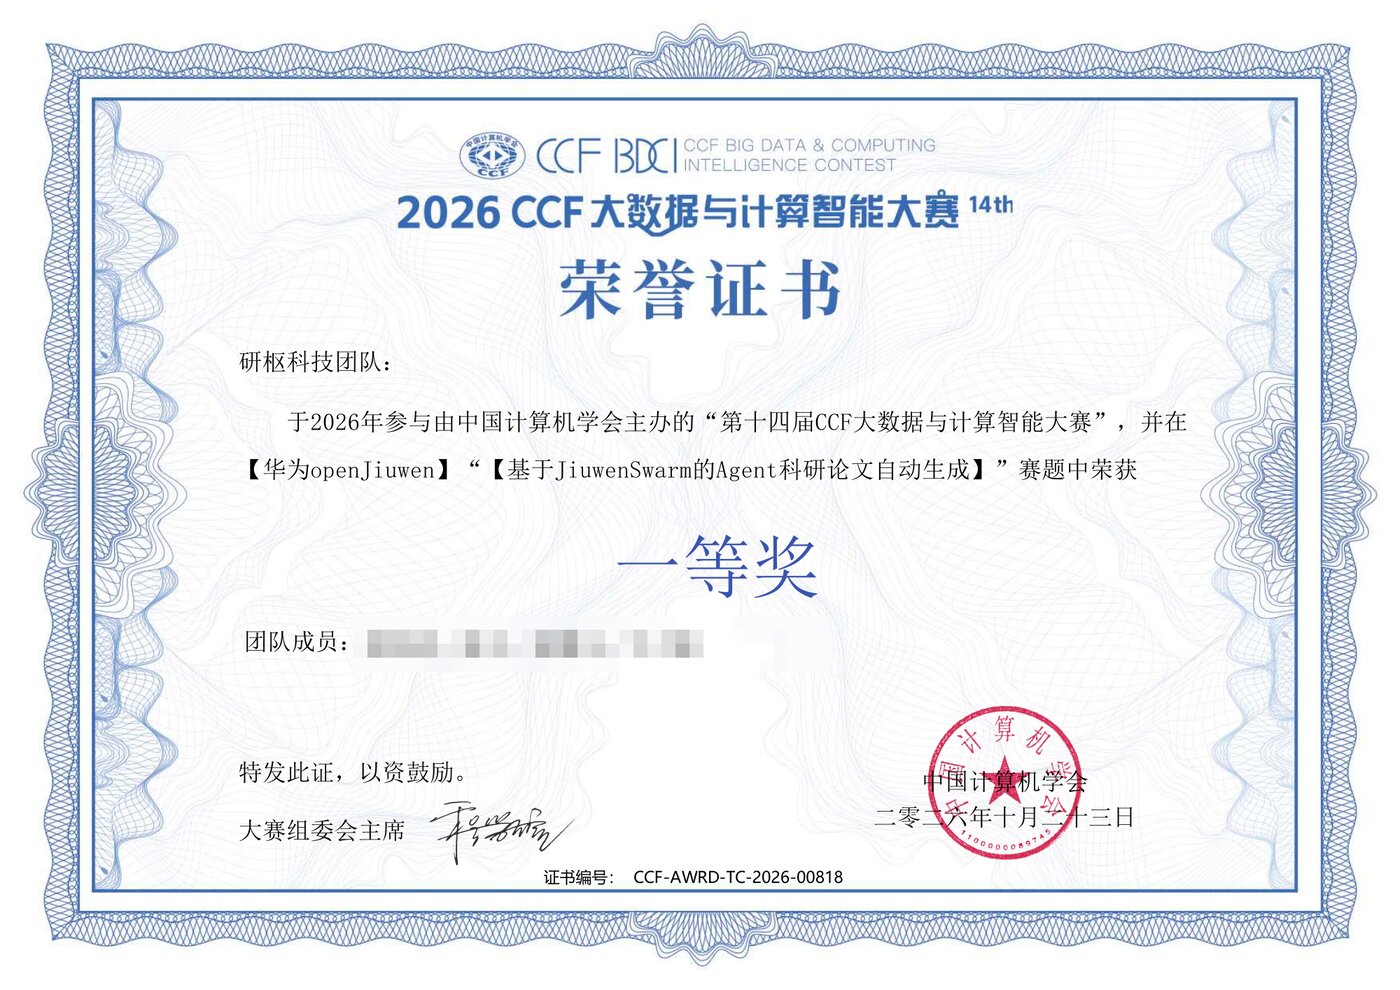 中国计算机学会
CCF
CCF BDCI
CCF BIG DATA & COMPUTING
INTELLIGENCE CONTEST
2026 CCF大数据与计算智能大赛 14th
荣誉证书
研枢科技团队：
于2026年参与由中国计算机学会主办的“第十四届CCF大数据与计算智能大赛”，并在
【华为openJiuwen】“【基于JiuwenSwarm的Agent科研论文自动生成】”赛题中荣获
一等奖
团队成员：
特发此证，以资鼓励。
大赛组委会主席
中国计算机学会
中国计算机学会
二零二六年十月二十三日
1100000089745
证书编号： CCF-AWRD-TC-2026-00818